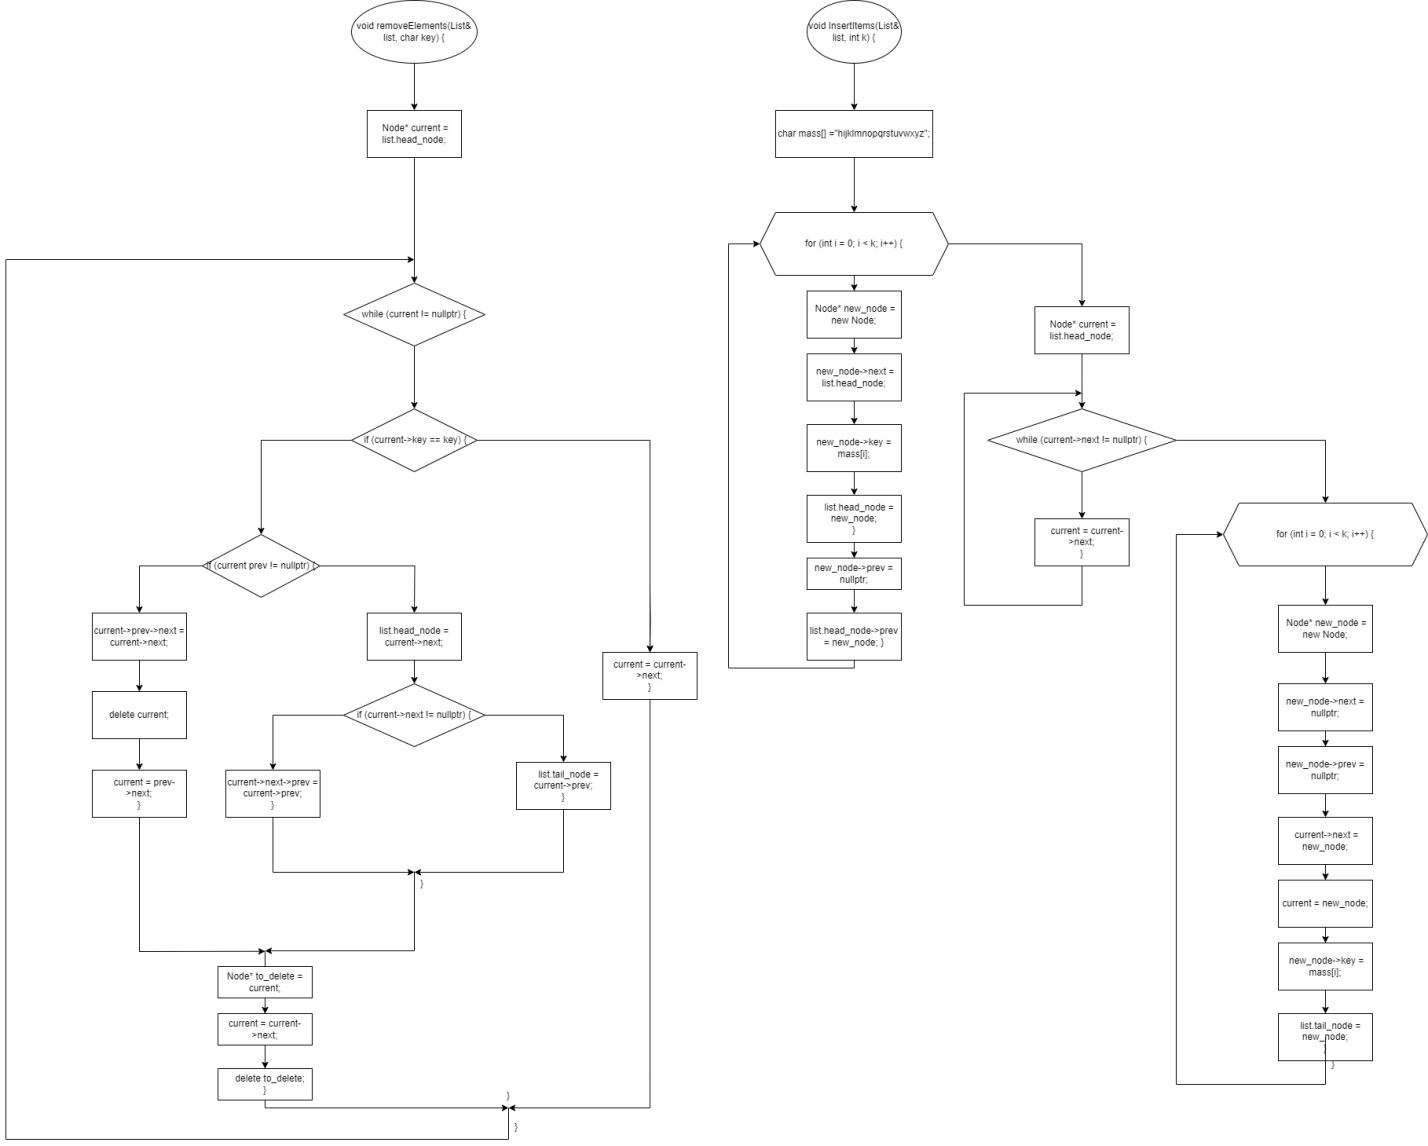 void removeElements(List&
list, char key) {
Node* current =
list.head_node;
while (current != nullptr) {
if (current->key == key) {
if (current prev != nullptr) {
current->prev->next =
current->next;
delete current;
current = prev-
>next;
}
list.head_node =
current->next;
if (current->next != nullptr) {
current->next->prev =
current->prev;
}
list.tail_node =
current->prev;
}
}
current = current-
>next;
}
Node* to_delete =
current;
current = current-
>next;
delete to_delete;
}
}
}
void InsertItems(List&
list, int k) {
char mass[] ="hijklmnopqrstuvwxyz";
for (int i = 0; i < k; i++) {
Node* new_node =
new Node;
new_node->next =
list.head_node;
new_node->key =
mass[i];
list.head_node =
new_node;
}
new_node->prev =
nullptr;
list.head_node->prev
= new_node; }
Node* current =
list.head_node;
while (current->next != nullptr) {
current = current-
>next;
}
for (int i = 0; i < k; i++) {
Node* new_node =
new Node;
new_node->next =
nullptr;
new_node->prev =
nullptr;
current->next =
new_node;
current = new_node;
new_node->key =
mass[i];
list.tail_node =
new_node;
}
}